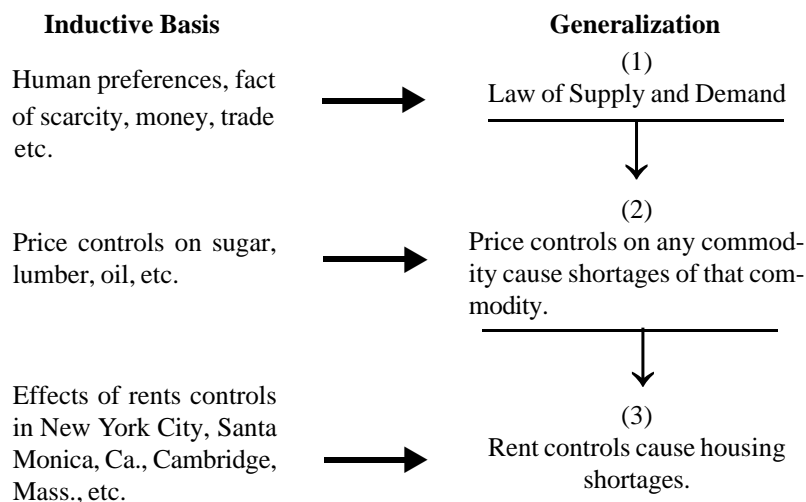 Inductive Basis
Generalization
Human preferences, fact
of scarcity, money, trade
etc.
(1)
Law of Supply and Demand
Price controls on sugar,
lumber, oil, etc.
(2)
Price controls on any commod-
ity cause shortages of that com-
modity.
Effects of rents controls
in New York City, Santa
Monica, Ca., Cambridge,
Mass., etc.
(3)
Rent controls cause housing
shortages.